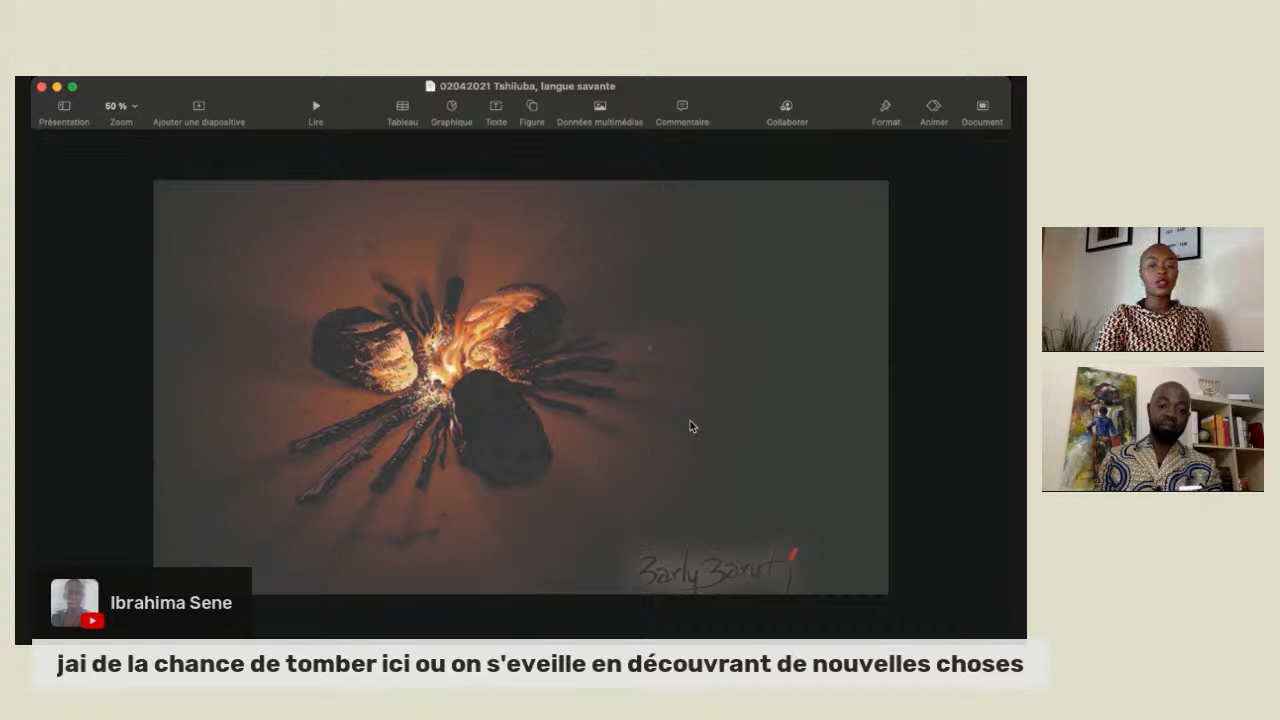 02042021 Tshiluba, langue savante
50 %
Présentation Zoom Ajouter une diapositive Lire Tableau Graphique Texte Figure Données multimédias Commentaire Collaborer Format Animer Document
Barly Baruti
Ibrahima Sene
jai de la chance de tomber ici ou on s'eveille en découvrant de nouvelles choses